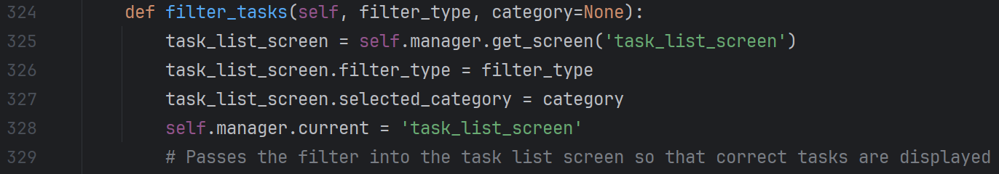 324 def filter_tasks(self, filter_type, category=None):
325 task_list_screen = self.manager.get_screen('task_list_screen')
326 task_list_screen.filter_type = filter_type
327 task_list_screen.selected_category = category
328 self.manager.current = 'task_list_screen'
329 # Passes the filter into the task list screen so that correct tasks are displayed